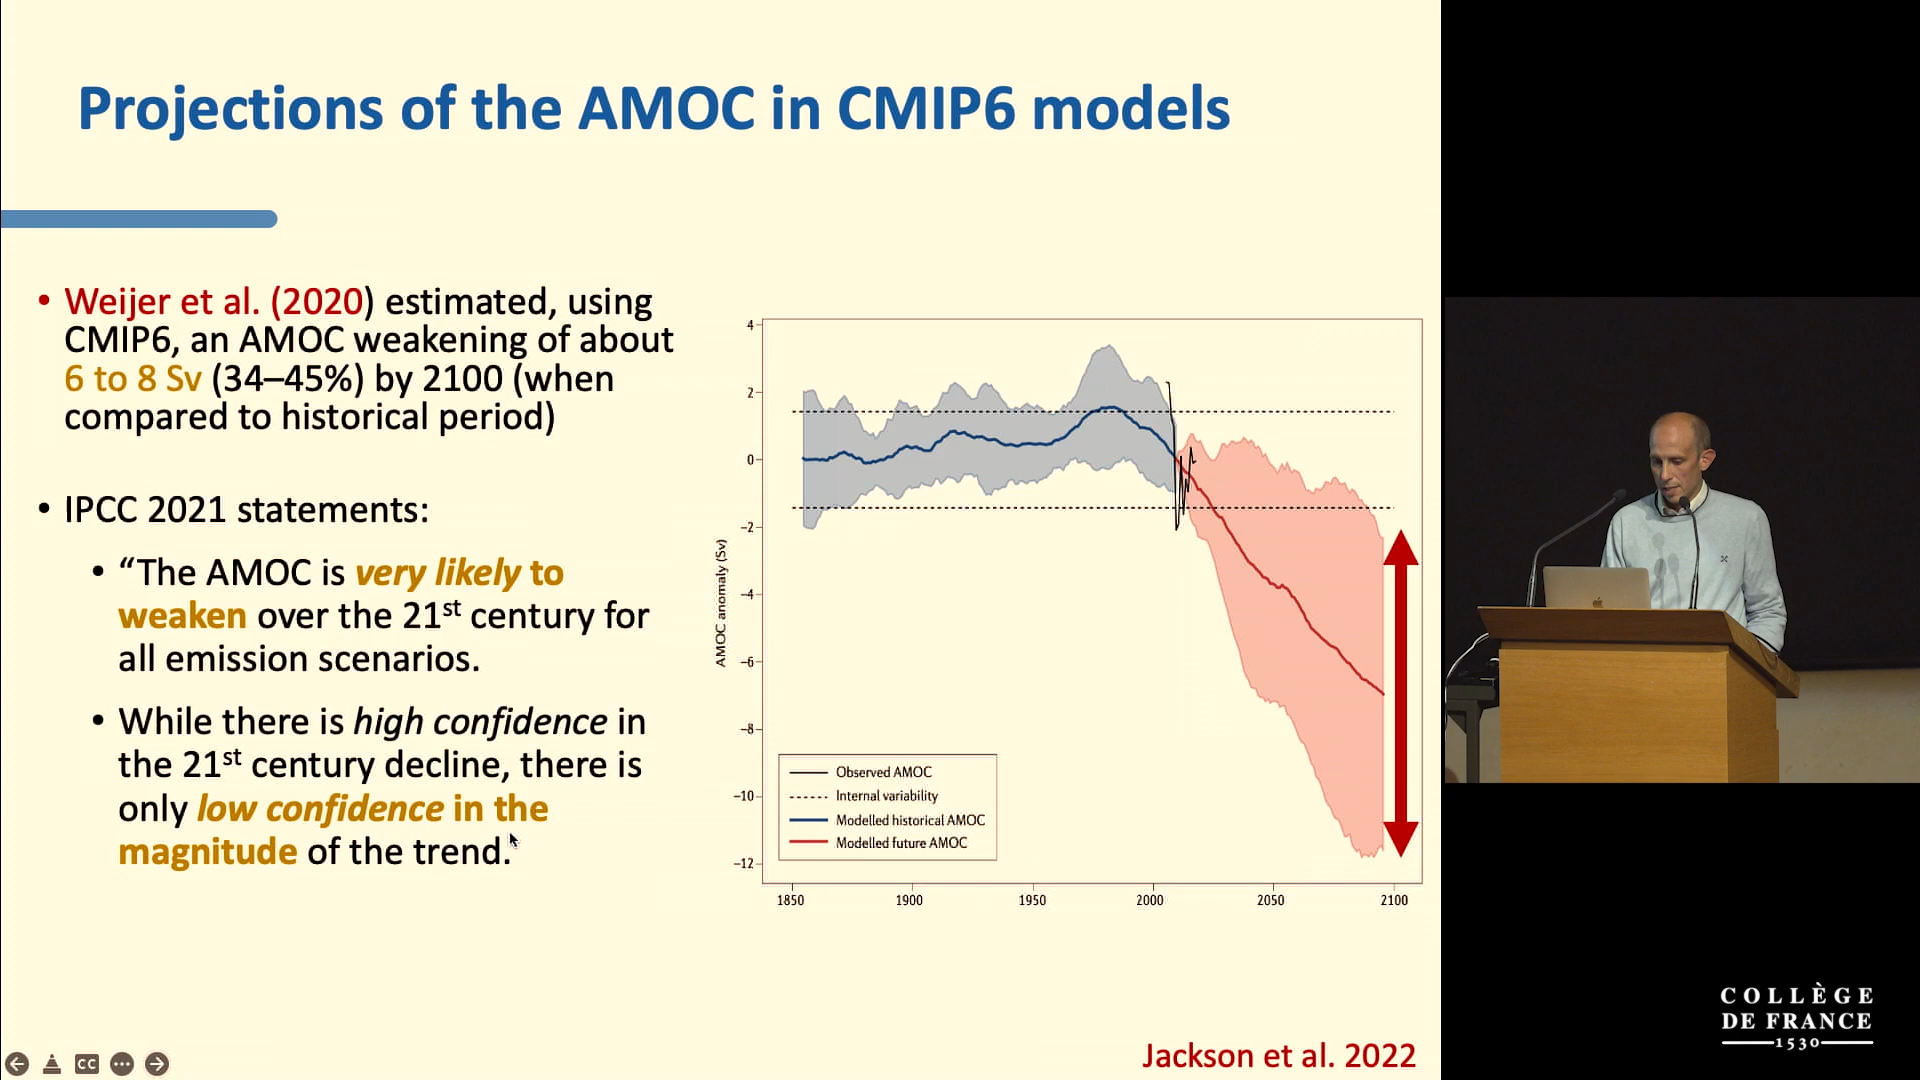 Projections of the AMOC in CMIP6 models
• Weijer et al. (2020) estimated, using
CMIP6, an AMOC weakening of about
6 to 8 Sv (34–45%) by 2100 (when
compared to historical period)
• IPCC 2021 statements:
• “The AMOC is very likely to
weaken over the 21st century for
all emission scenarios.
• While there is high confidence in
the 21st century decline, there is
only low confidence in the
magnitude of the trend.”
4
2
0
−2
−4
−6
−8
−10
−12
AMOC anomaly (Sv)
Observed AMOC
Internal variability
Modelled historical AMOC
Modelled future AMOC
1850
1900
1950
2000
2050
2100
Jackson et al. 2022
CC
COLLÈGE
DE FRANCE
1530